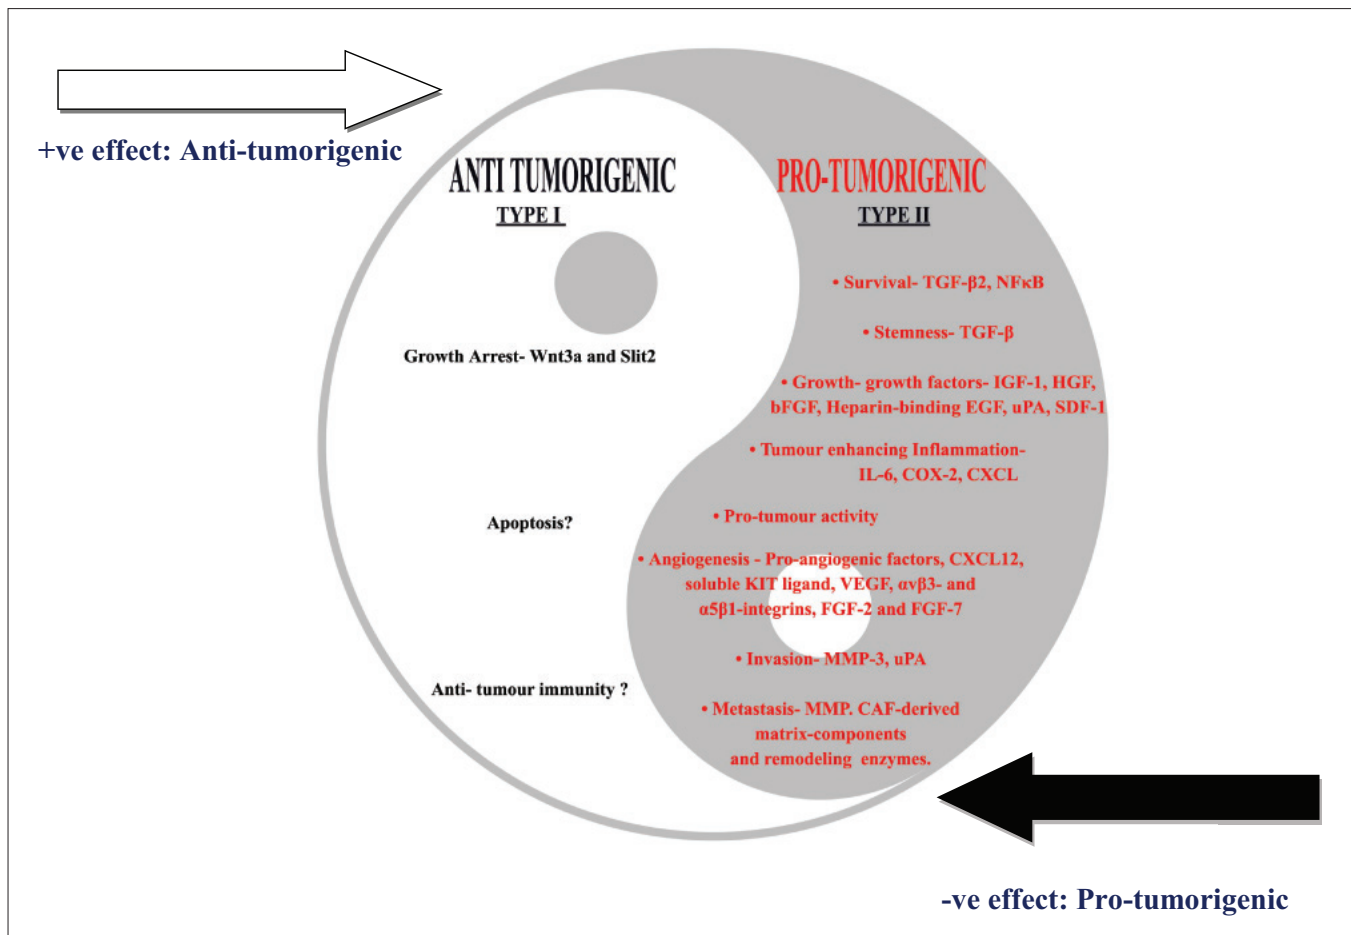 +ve effect: Anti-tumorigenic
ANTI TUMORIGENIC
TYPE I
Growth Arrest- Wnt3a and Slit2
Apoptosis?
Anti- tumour immunity ?
PRO-TUMORIGENIC
TYPE II
• Survival- TGF-β2, NFκB
• Stemness- TGF-β
• Growth- growth factors- IGF-1, HGF,
bFGF, Heparin-binding EGF, uPA, SDF-1
• Tumour enhancing Inflammation-
IL-6, COX-2, CXCL
• Pro-tumour activity
• Angiogenesis - Pro-angiogenic factors, CXCL12,
soluble KIT ligand, VEGF, αvβ3- and
α5β1-integrins, FGF-2 and FGF-7
• Invasion- MMP-3, uPA
• Metastasis- MMP. CAF-derived
matrix-components
and remodeling enzymes.
-ve effect: Pro-tumorigenic